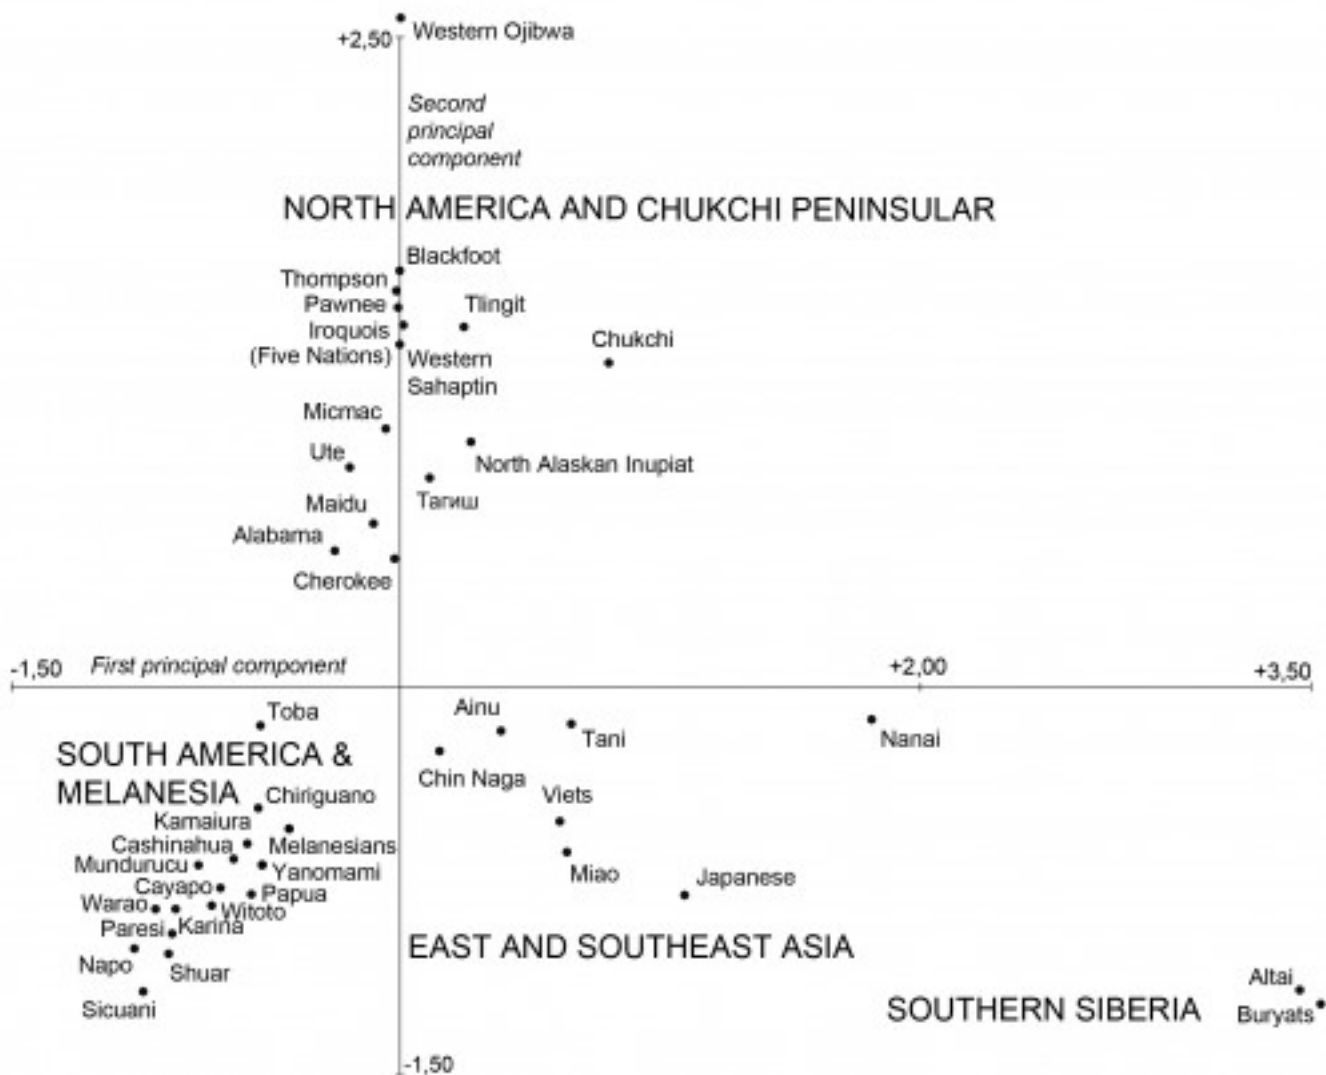 Western Ojibwa
+2,50
Second
principal
component
NORTH AMERICA AND CHUKCHI PENINSULAR
Blackfoot
Thompson
Pawnee
Tlingit
Iroquois
(Five Nations)
Chukchi
Western
Sahaptin
Micmac
Ute
North Alaskan Inupiat
Тагиш
Maidu
Alabama
Cherokee
-1,50
First principal component
+2,00
+3,50
Toba
Ainu
Tani
Nanai
SOUTH AMERICA &
MELANESIA
Chin Naga
Chiriguano
Viets
Kamaiura
Cashinahua
Melanesians
Mundurucu
Yanomami
Miao
Japanese
Cayapo
Papua
Warao
Witoto
Paresi
Karina
EAST AND SOUTHEAST ASIA
Napo
Shuar
Sicuani
Altai
SOUTHERN SIBERIA
Buryats
-1,50